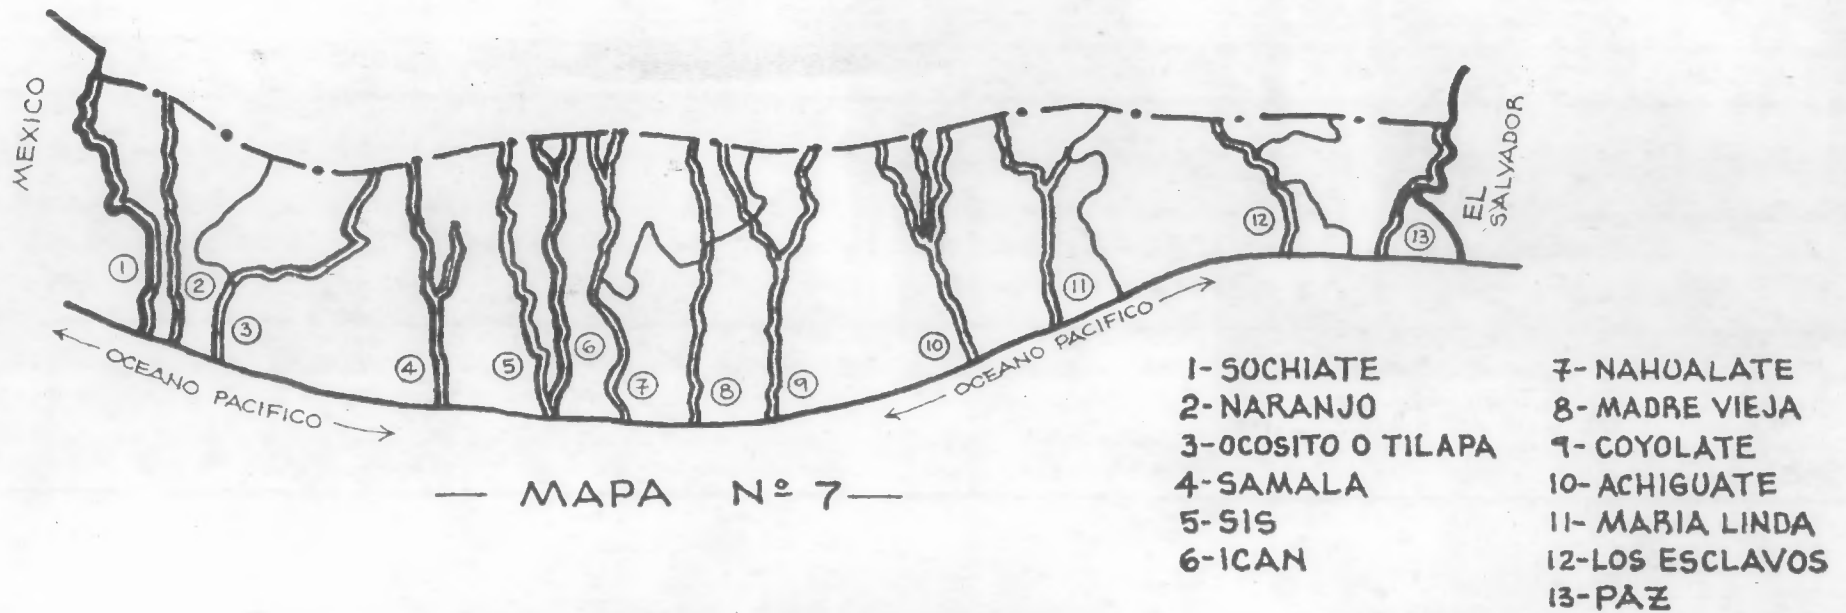 MEXICO
EL
SALVADOR
1
2
3
4
5
6
7
8
9
10
11
12
13
OCEANO PACIFICO
OCEANO PACIFICO
— MAPA Nº 7 —
1-SUCHIATE
2-NARANJO
3-OCOSITO O TILAPA
4-SAMALA
5-SIS
6-ICAN
7-NAHUALATE
8-MADRE VIEJA
9-COYOLATE
10-ACHIGUATE
11-MARIA LINDA
12-LOS ESCLAVOS
13-PAZ